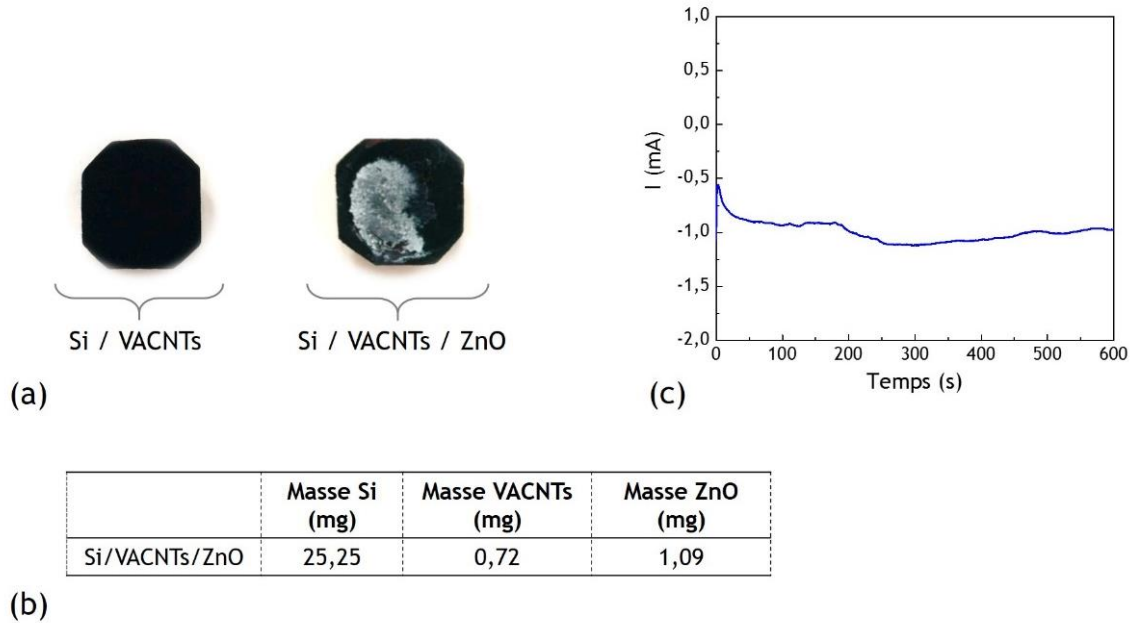 Si / VACNTs
Si / VACNTs / ZnO
(a)
1,0
0,5
0,0
-0,5
-1,0
-1,5
-2,0
I (mA)
0 100 200 300 400 500 600
Temps (s)
(c)
Masse Si (mg) Masse VACNTs (mg) Masse ZnO (mg)
Si/VACNTs/ZnO 25,25 0,72 1,09
(b)